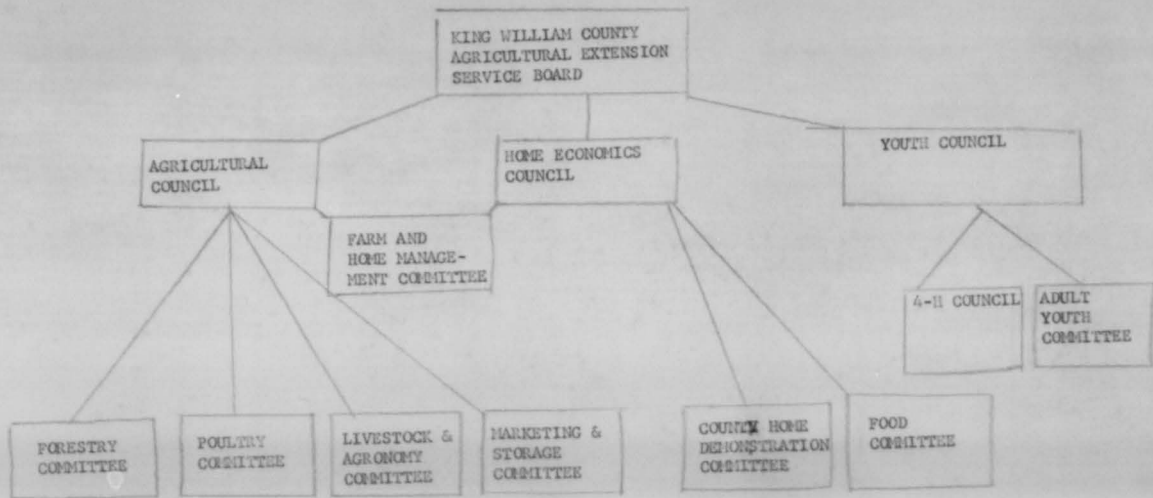 KING WILLIAM COUNTY
AGRICULTURAL EXTENSION
SERVICE BOARD
AGRICULTURAL
COUNCIL
HOME ECONOMICS
COUNCIL
YOUTH COUNCIL
FARM AND
HOME MANAGE-
MENT COMMITTEE
4-H COUNCIL
ADULT
YOUTH
COMMITTEE
FORESTRY
COMMITTEE
POULTRY
COMMITTEE
LIVESTOCK &
AGRONOMY
COMMITTEE
MARKETING &
STORAGE
COMMITTEE
COUNTY HOME
DEMONSTRATION
COMMITTEE
FOOD
COMMITTEE